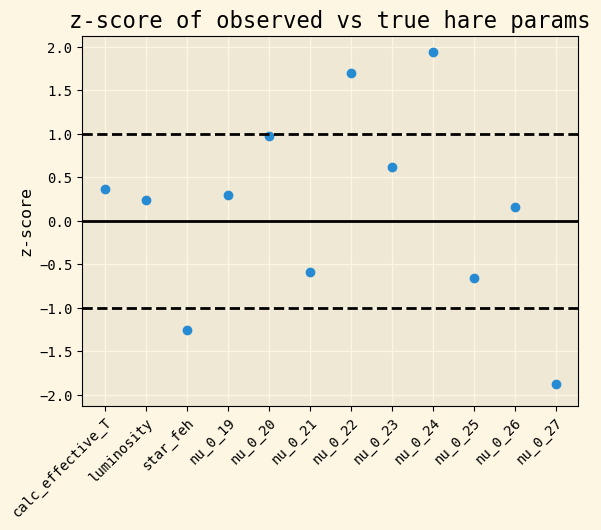 z-score of observed vs true hare params
z-score
2.0
1.5
1.0
0.5
0.0
−0.5
−1.0
−1.5
−2.0
calc_effective_T
luminosity
star_feh
nu_0_19
nu_0_20
nu_0_21
nu_0_22
nu_0_23
nu_0_24
nu_0_25
nu_0_26
nu_0_27